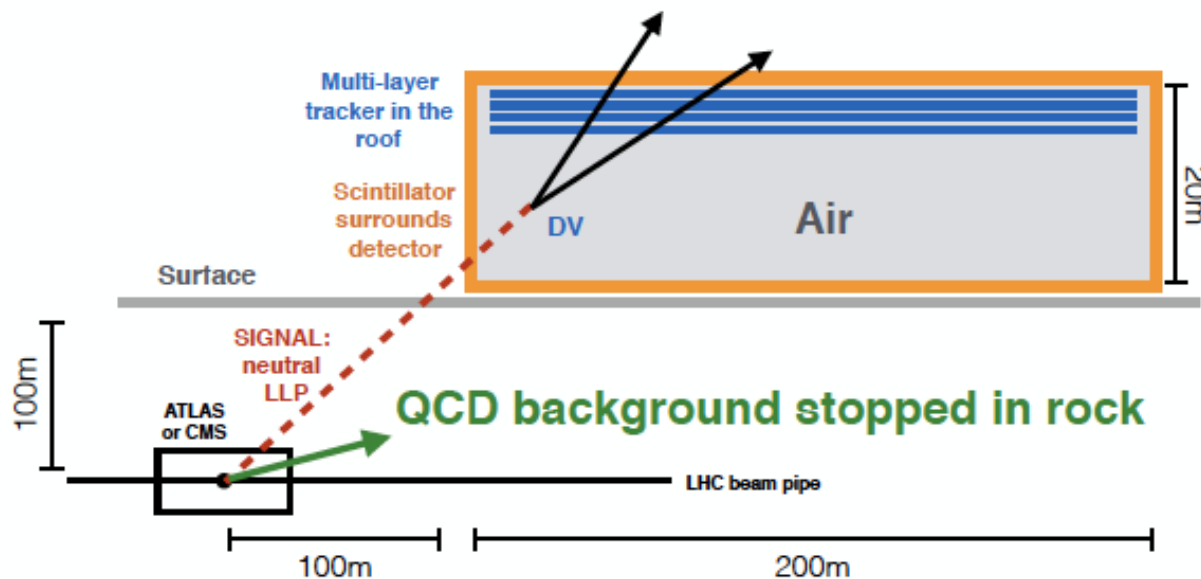 Multi-layer
tracker in the
roof
Scintillator
surrounds
detector
DV
Air
20m
Surface
SIGNAL:
neutral
LLP
100m
ATLAS
or CMS
QCD background stopped in rock
LHC beam pipe
100m
200m